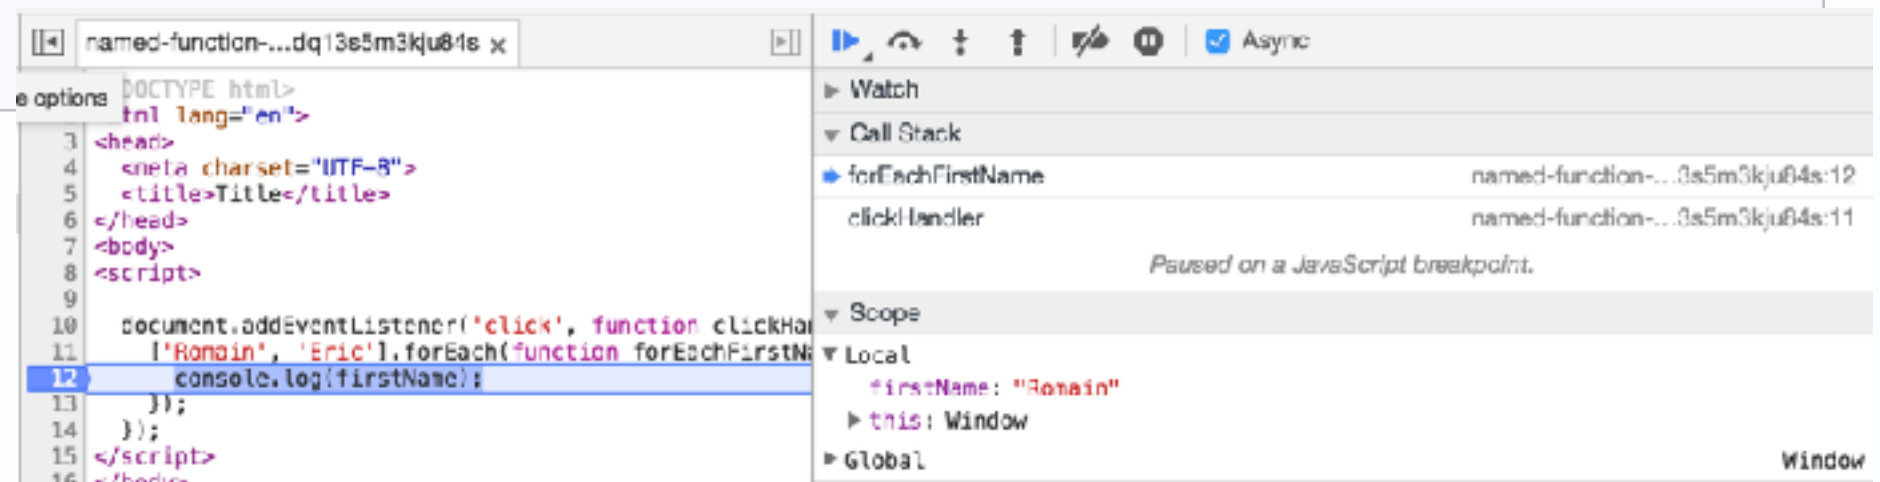 named-function-...dq13s5m3kju84s ×
e options
DOCTYPE html>
tml lang="en">
3 <head>
4 <meta charset="UTF-8">
5 <title>Title</title>
6 </head>
7 <body>
8 <script>
9
10 document.addEventListener('click', function clickHan
11 ['Romain', 'Eric'].forEach(function forEachFirstNa
12 console.log(firstName);
13 });
14 });
15 </script>
16 </body>
Async
Watch
Call Stack
forEachFirstName named-function-...3s5m3kju84s:12
clickHandler named-function-...3s5m3kju84s:11
Paused on a JavaScript breakpoint.
Scope
Local
firstName: "Romain"
this: Window
Global Window